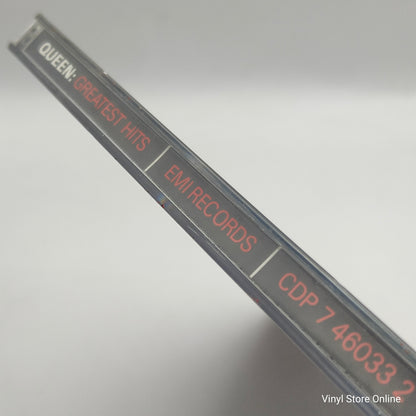 QUEEN: GREATEST HITS | EMI RECORDS | CDP 7 46033 2
Vinyl Store Online